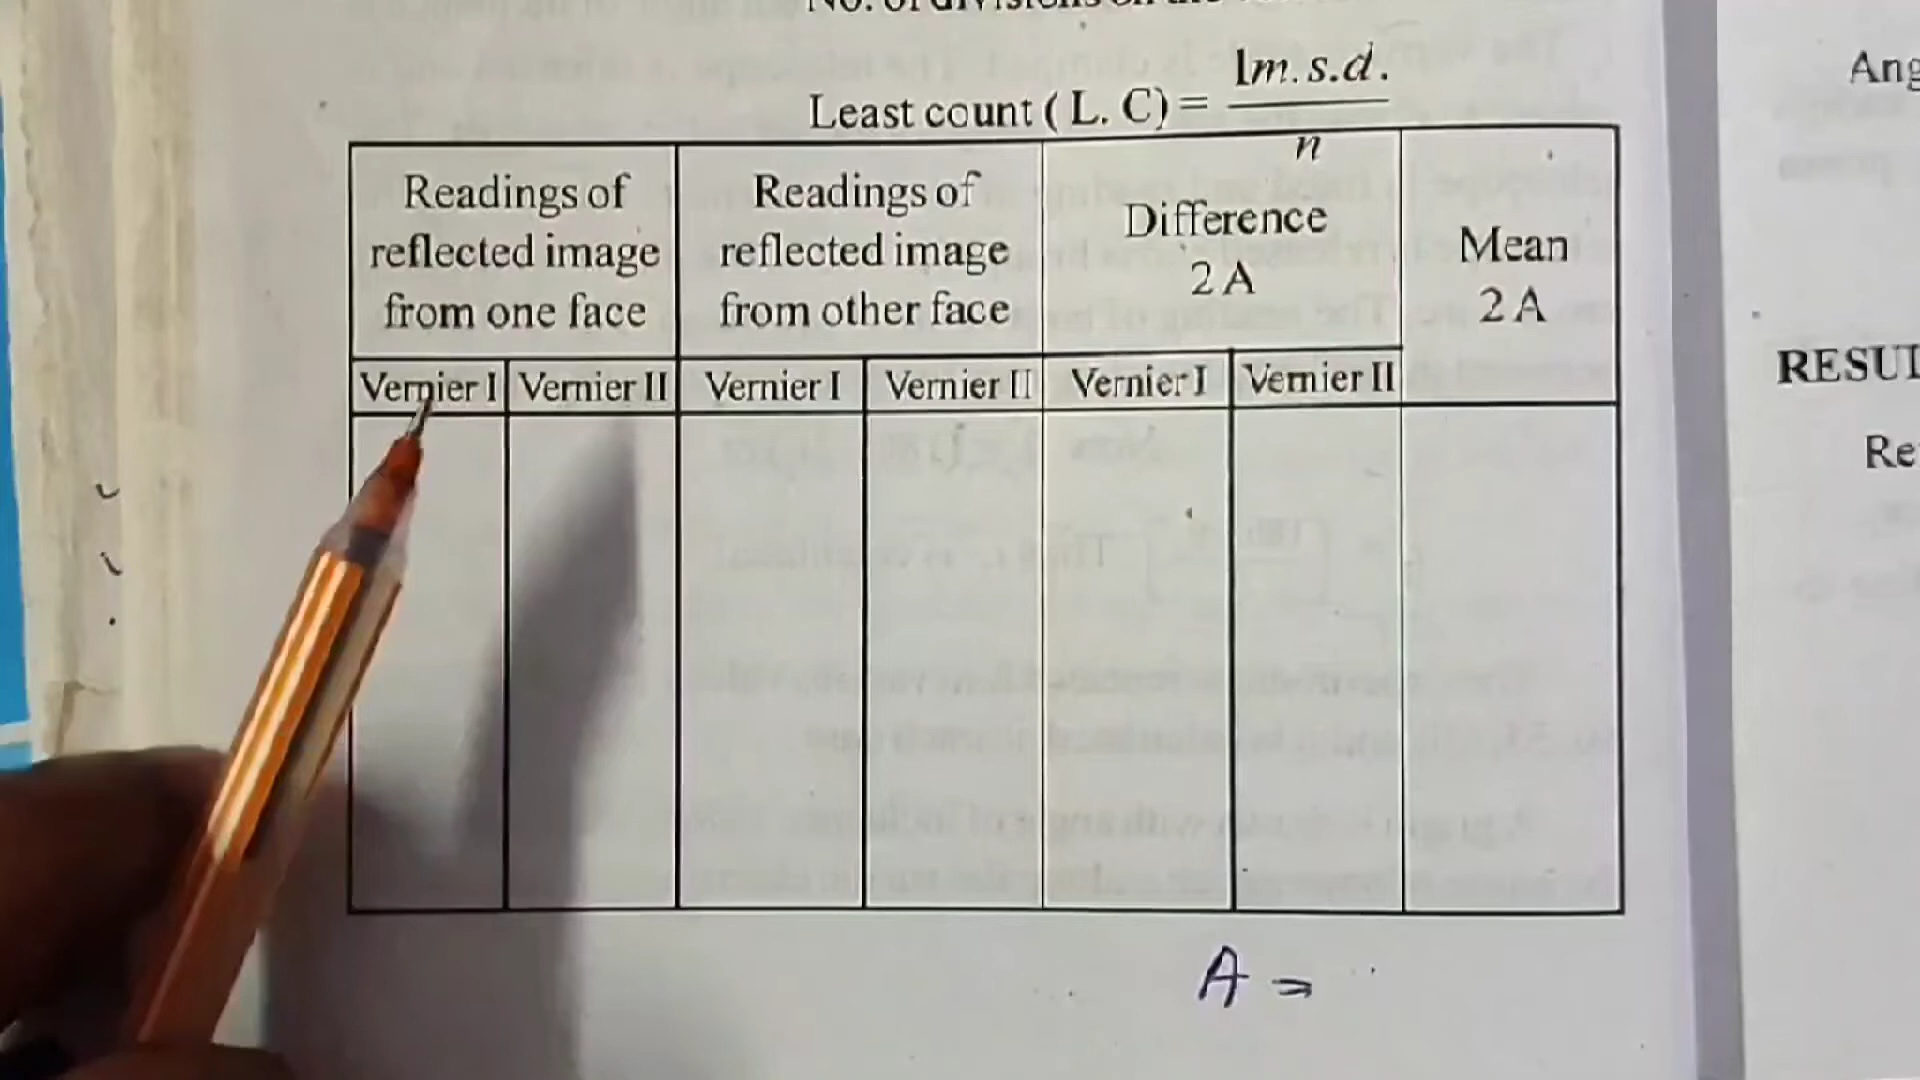 Least count ( L. C) = 1m. s.d. / n
Readings of reflected image from one face
Readings of reflected image from other face
Difference 2 A
Mean 2 A
Vernier I Vernier II Vernier I Vernier II Vernier I Vernier II
A =
Ang
RESUL
Re